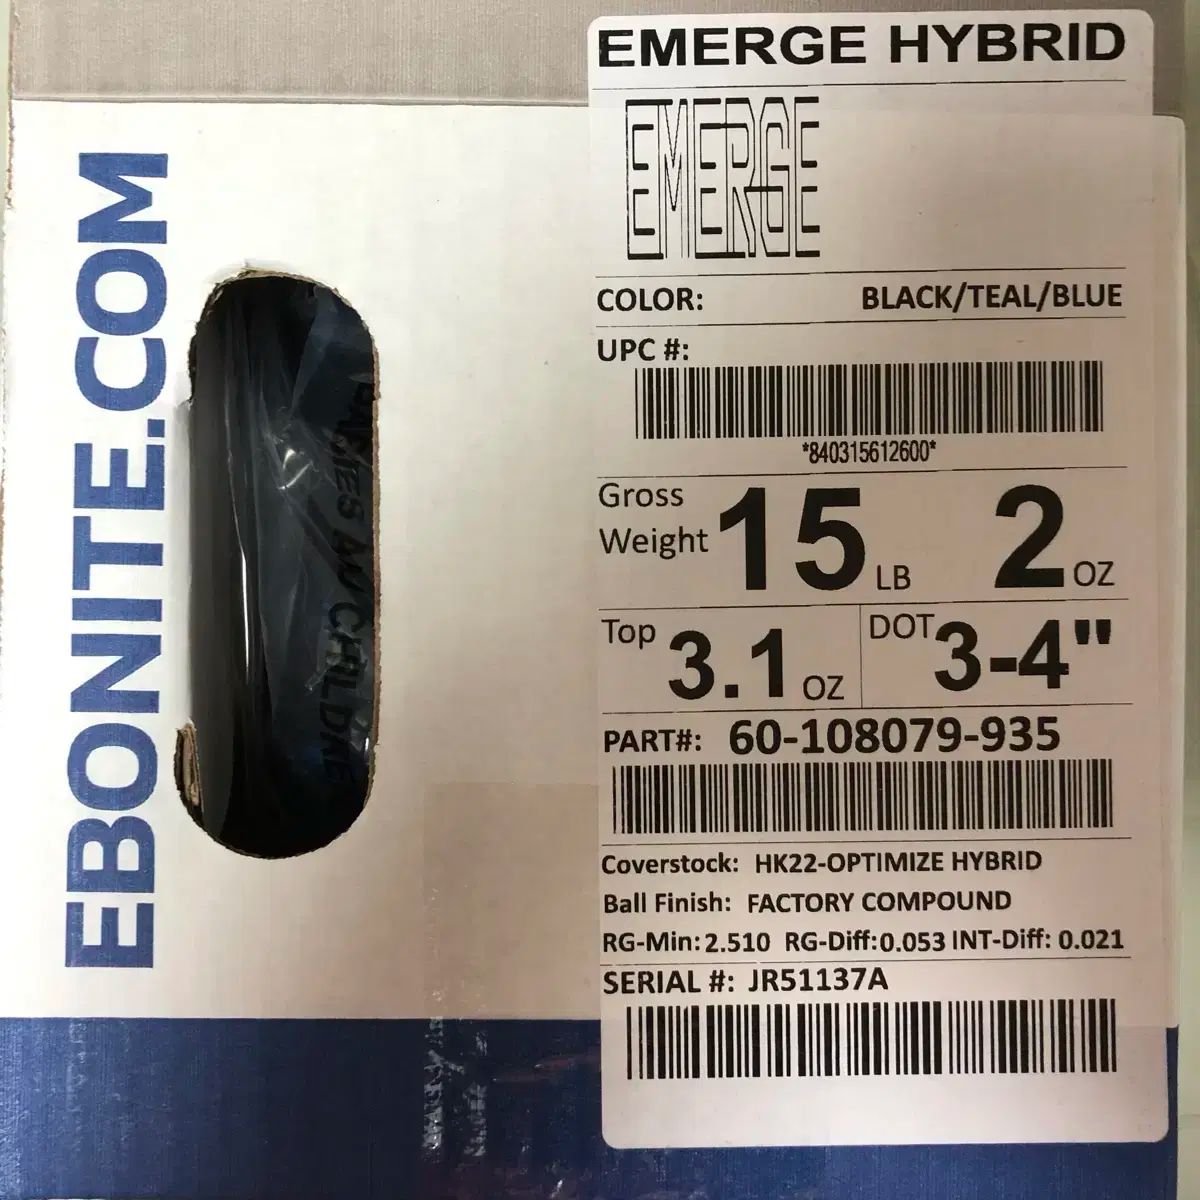 EBONITE.COM
EMERGE HYBRID
EMERGE
COLOR: BLACK/TEAL/BLUE
UPC #:
*840315612600*
Gross Weight 15 LB 2 OZ
Top 3.1 OZ DOT 3-4"
PART#: 60-108079-935
Coverstock: HK22-OPTIMIZE HYBRID
Ball Finish: FACTORY COMPOUND
RG-Min: 2.510 RG-Diff: 0.053 INT-Diff: 0.021
SERIAL #: JR51137A